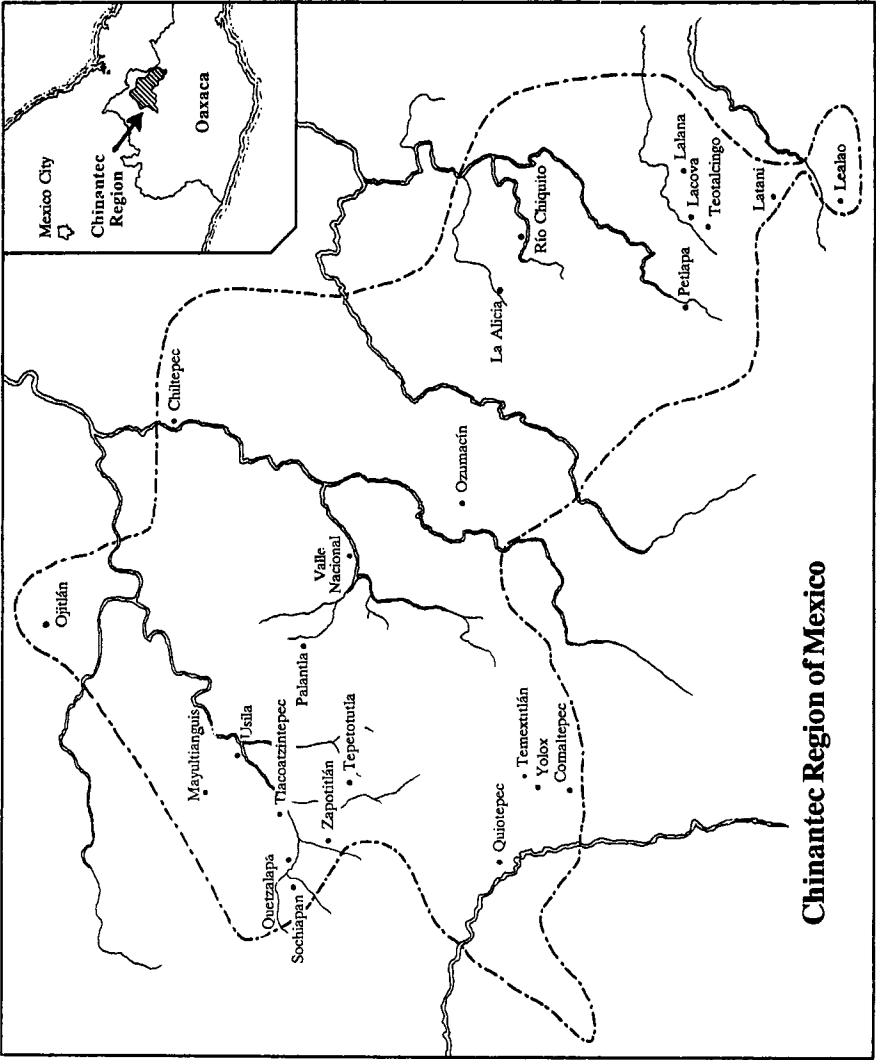 Mexico City
Chinantec
Region
Oaxaca
Ojitlán
Chiltepec
Mayultianguis
Usila
Tlacoatzintepec
Palantla
Valle
Nacional
Quetzalapa
Sochiapan
Zapotitlán
Tepetotutla
Ozumacín
La Alicia
Río Chiquito
Quiotepec
Temextitlán
Yolox
Comaltepec
Petlapa
Lacova
Lalana
Teotalcingo
Latani
Lealao
Chinantec Region of Mexico